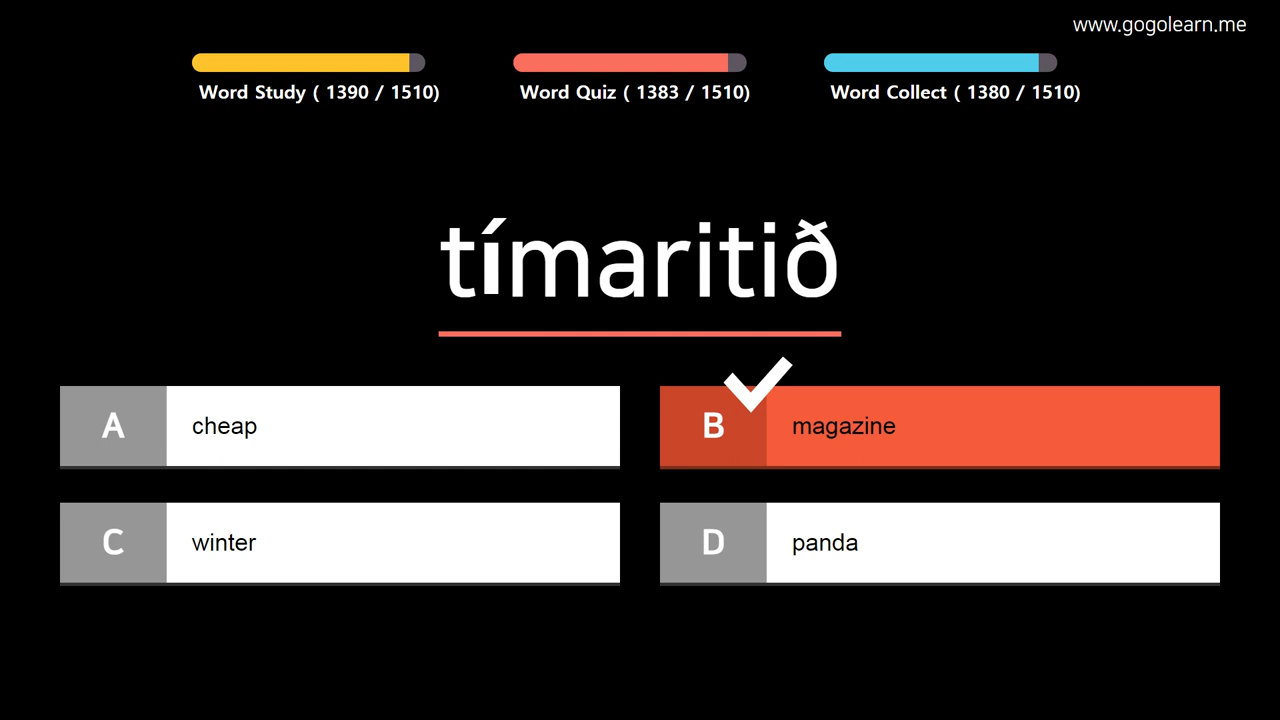 www.gogolearn.me
Word Study ( 1390 / 1510)
Word Quiz ( 1383 / 1510)
Word Collect ( 1380 / 1510)
tímaritið
A cheap
B magazine
C winter
D panda